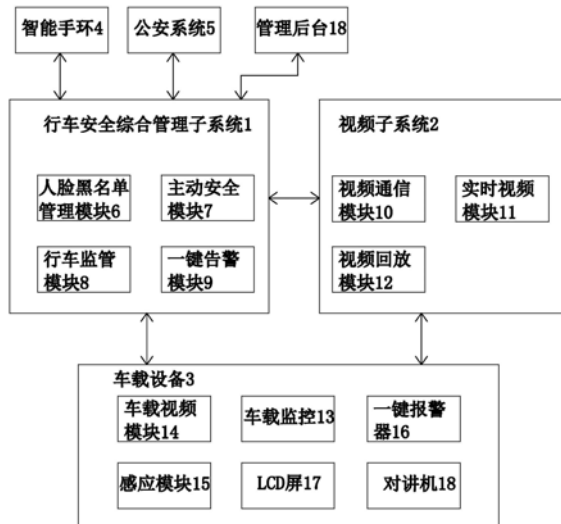 智能手环4
公安系统5
管理后台18
行车安全综合管理子系统1
视频子系统2
人脸黑名单
管理模块6
主动安全
模块7
视频通信
模块10
实时视频
模块11
行车监管
模块8
一键告警
模块9
视频回放
模块12
车载设备3
车载视频
模块14
车载监控13
一键报警
器16
感应模块15
LCD屏17
对讲机18